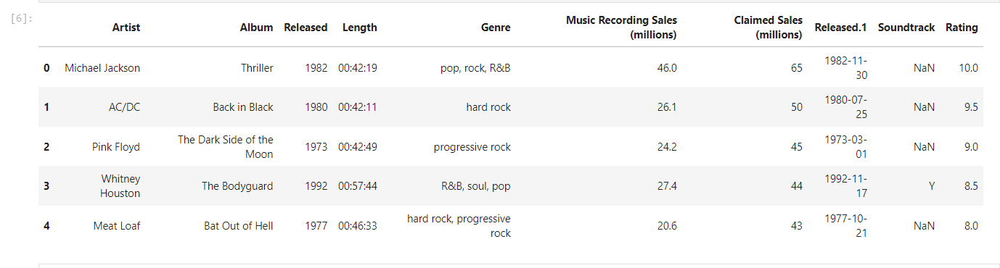 [6]:
Artist Album Released Length Genre Music Recording Sales (millions) Claimed Sales (millions) Released.1 Soundtrack Rating
0 Michael Jackson Thriller 1982 00:42:19 pop, rock, R&B 46.0 65 1982-11-30 NaN 10.0
1 AC/DC Back in Black 1980 00:42:11 hard rock 26.1 50 1980-07-25 NaN 9.5
2 Pink Floyd The Dark Side of the Moon 1973 00:42:49 progressive rock 24.2 45 1973-03-01 NaN 9.0
3 Whitney Houston The Bodyguard 1992 00:57:44 R&B, soul, pop 27.4 44 1992-11-17 Y 8.5
4 Meat Loaf Bat Out of Hell 1977 00:46:33 hard rock, progressive rock 20.6 43 1977-10-21 NaN 8.0